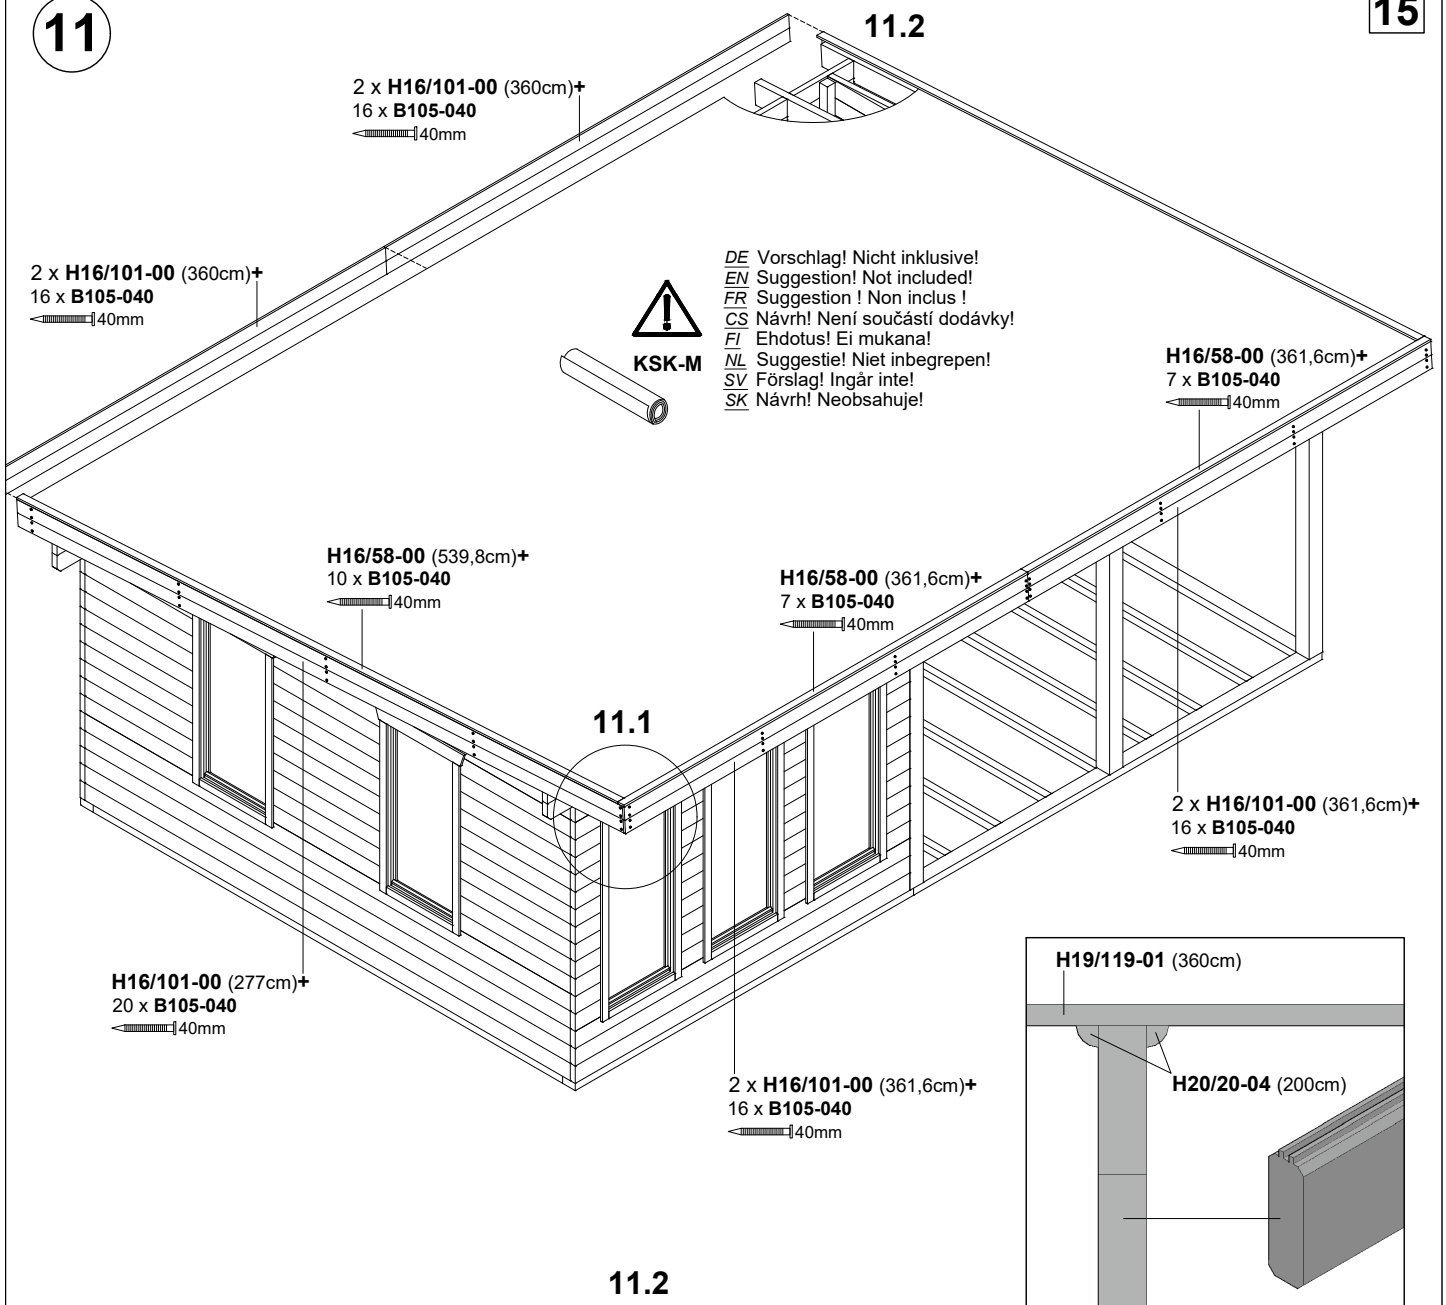 11
11.2
15
2 x H16/101-00 (360cm)+
16 x B105-040
40mm
2 x H16/101-00 (360cm)+
16 x B105-040
40mm
DE Vorschlag! Nicht inklusive!
EN Suggestion! Not included!
FR Suggestion ! Non inclus !
CS Návrh! Není součástí dodávky!
FI Ehdotus! Ei mukana!
NL Suggestie! Niet inbegrepen!
SV Förslag! Ingår inte!
SK Návrh! Neobsahuje!
KSK-M
H16/58-00 (361,6cm)+
7 x B105-040
40mm
H16/58-00 (539,8cm)+
10 x B105-040
40mm
H16/58-00 (361,6cm)+
7 x B105-040
40mm
11.1
2 x H16/101-00 (361,6cm)+
16 x B105-040
40mm
H16/101-00 (277cm)+
20 x B105-040
40mm
2 x H16/101-00 (361,6cm)+
16 x B105-040
40mm
H19/119-01 (360cm)
H20/20-04 (200cm)
11.2